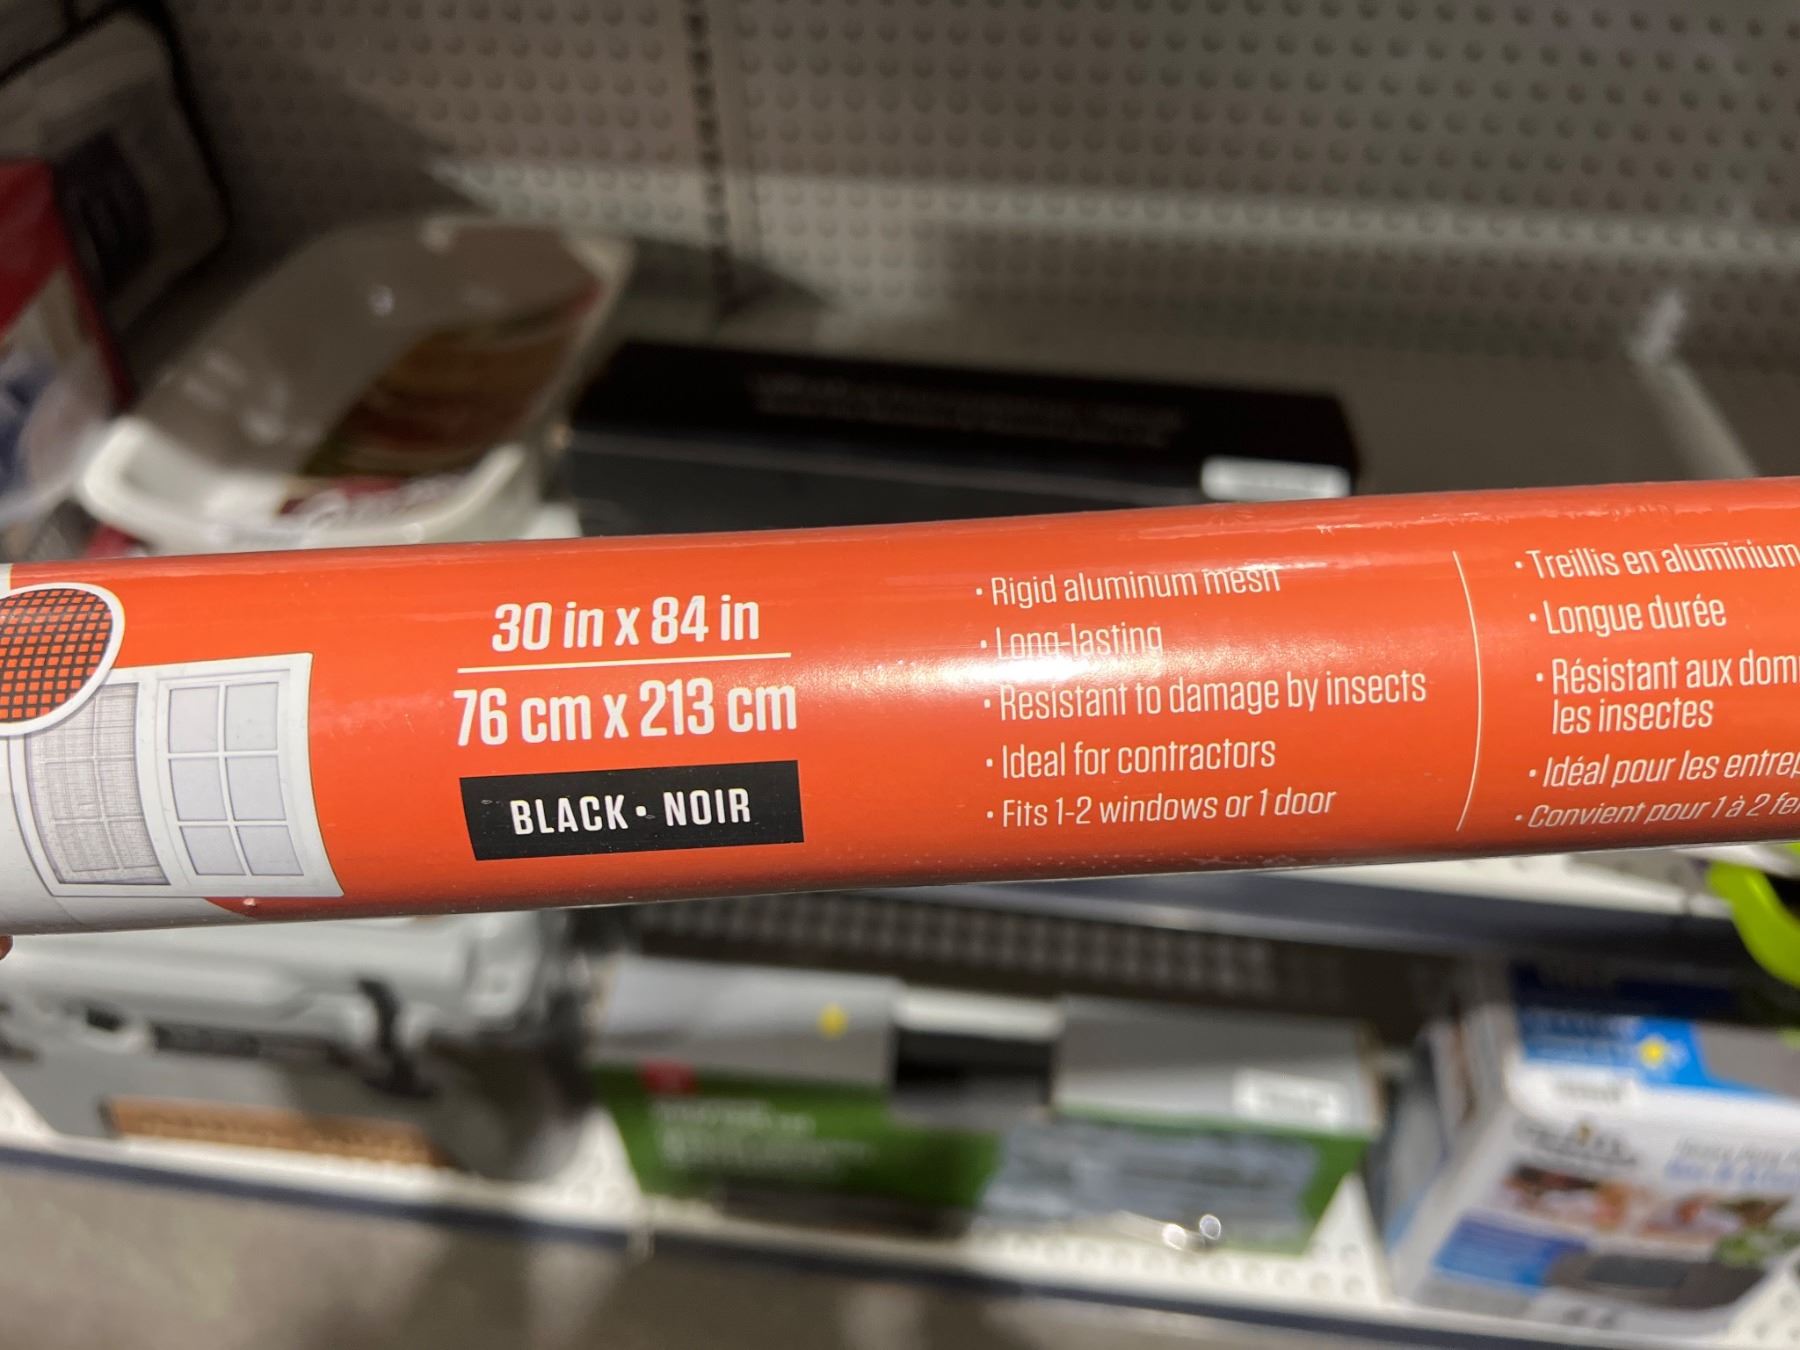 30 in x 84 in
76 cm x 213 cm
BLACK • NOIR
• Rigid aluminum mesh
• Long-lasting
• Resistant to damage by insects
• Ideal for contractors
• Fits 1-2 windows or 1 door
• Treillis en aluminium
• Longue durée
• Résistant aux
les insectes
• Idéal pour les
• Convient pour 1 à 2